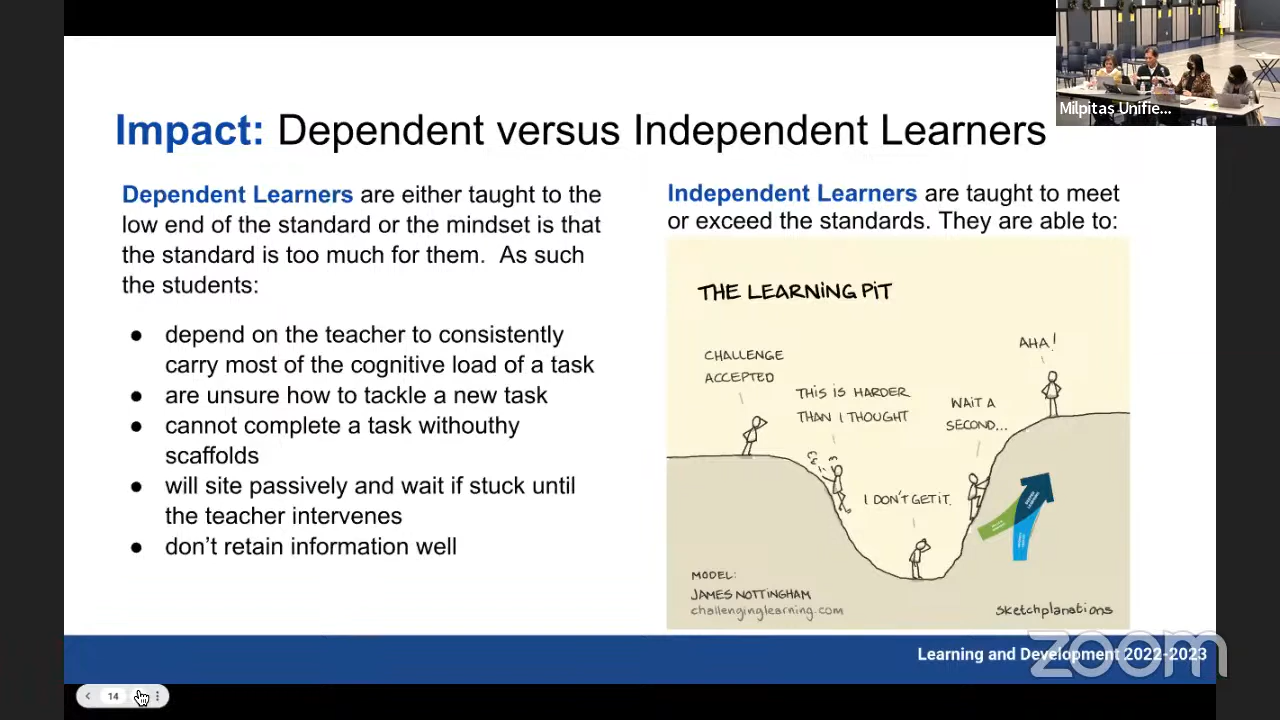 Milpitas Unifie...
Impact: Dependent versus Independent Learners
Dependent Learners are either taught to the
low end of the standard or the mindset is that
the standard is too much for them.  As such
the students:
● depend on the teacher to consistently
carry most of the cognitive load of a task
● are unsure how to tackle a new task
● cannot complete a task withouthy
scaffolds
● will site passively and wait if stuck until
the teacher intervenes
● don’t retain information well
Independent Learners are taught to meet
or exceed the standards. They are able to:
THE LEARNING PIT
CHALLENGE
ACCEPTED
THIS IS HARDER
THAN I THOUGHT
I DON'T GET IT.
WAIT A
SECOND...
AHA!
MODEL:
JAMES NOTTINGHAM
challenginglearning.com
sketchplanations
Learning and Development 2022-2023
zoom
14